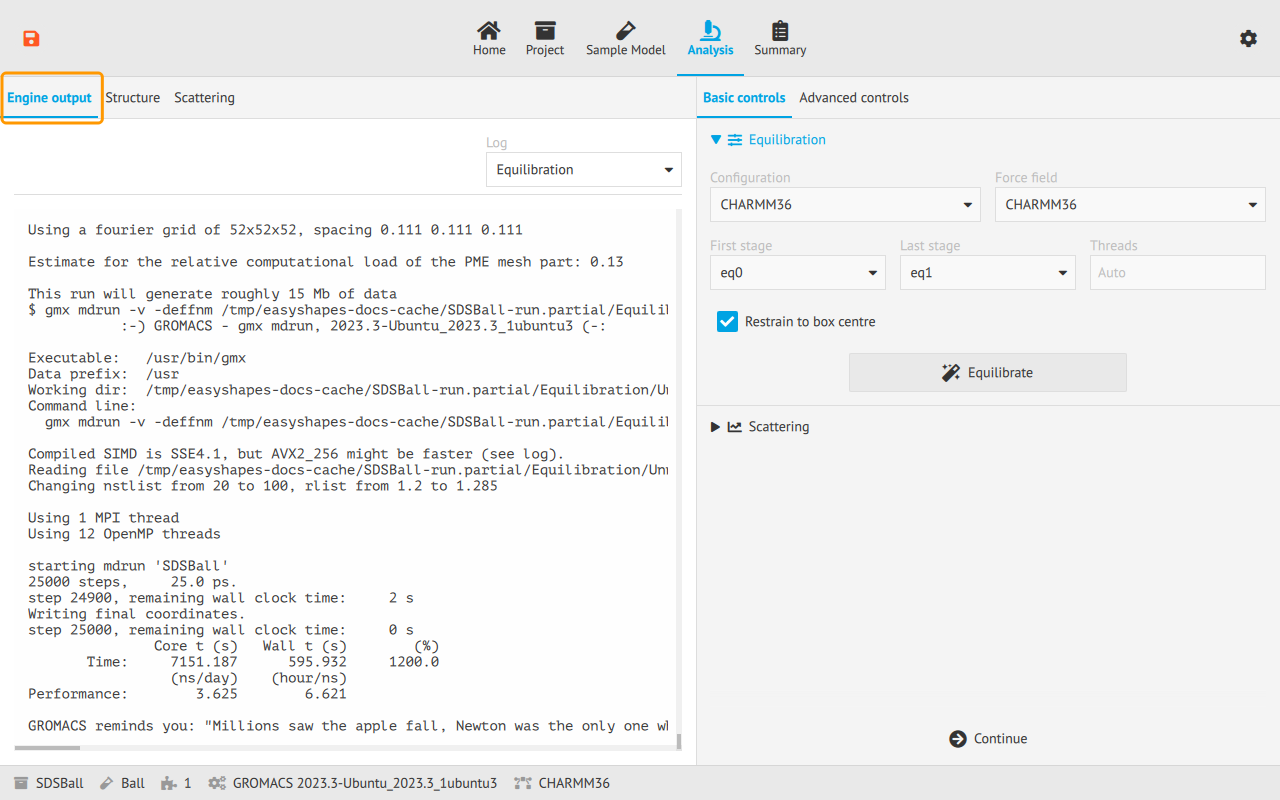 Home
Project
Sample Model
Analysis
Summary
Engine output
Structure
Scattering
Basic controls
Advanced controls
Log
Equilibration
Using a fourier grid of 52x52x52, spacing 0.111 0.111 0.111
Estimate for the relative computational load of the PME mesh part: 0.13
This run will generate roughly 15 Mb of data
$ gmx mdrun -v -deffnm /tmp/easyshapes-docs-cache/SDSBall-run.partial/Equilib
:-) GROMACS - gmx mdrun, 2023.3-Ubuntu_2023.3_1ubuntu3 (-:
Executable: /usr/bin/gmx
Data prefix: /usr
Working dir: /tmp/easyshapes-docs-cache/SDSBall-run.partial/Equilibration/
Command line:
gmx mdrun -v -deffnm /tmp/easyshapes-docs-cache/SDSBall-run.partial/Equilib
Compiled SIMD is SSE4.1, but AVX2_256 might be faster (see log).
Reading file /tmp/easyshapes-docs-cache/SDSBall-run.partial/Equilibration/
Changing nstlist from 20 to 100, rlist from 1.2 to 1.285
Using 1 MPI thread
Using 12 OpenMP threads
starting mdrun 'SDSBall'
25000 steps, 25.0 ps.
step 24900, remaining wall clock time: 2 s
Writing final coordinates.
step 25000, remaining wall clock time: 0 s
Core t (s) Wall t (s) (%)
Time: 7151.187 595.932 1200.0
(ns/day) (hour/ns)
Performance: 3.625 6.621
GROMACS reminds you: "Millions saw the apple fall, Newton was the only one
Equilibration
Configuration
Force field
CHARMM36
CHARMM36
First stage
Last stage
Threads
eq0
eq1
Auto
Restrain to box centre
Equilibrate
Scattering
Continue
SDSBall
Ball
1
GROMACS 2023.3-Ubuntu_2023.3_1ubuntu3
CHARMM36